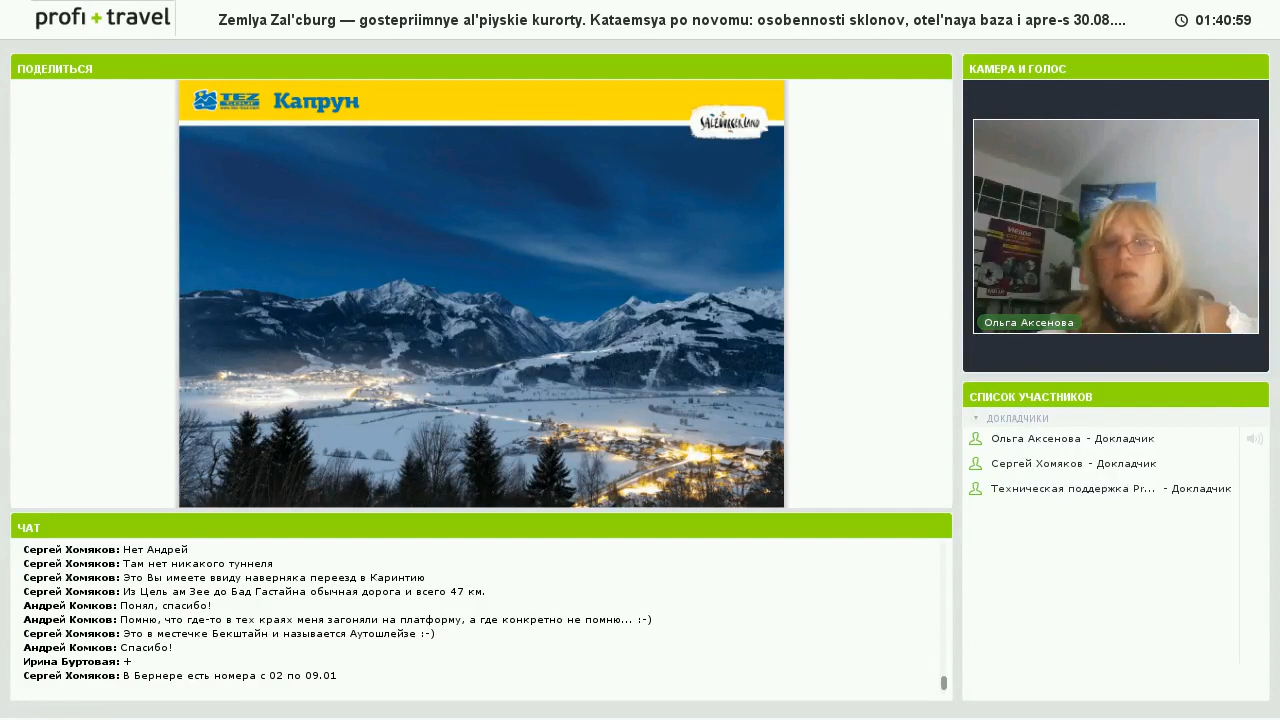 profi + travel
Zemlya Zal'cburg — gostepriimnye al'piyskie kurorty. Kataemsya po novomu: osobennosti sklonov, otel'naya baza i apre-s 30.08....
01:40:59
ПОДЕЛИТЬСЯ
TEZ TOUR Капрун
SALZBURGERLAND
КАМЕРА И ГОЛОС
Ольга Аксенова
СПИСОК УЧАСТНИКОВ
ДОКЛАДЧИКИ
Ольга Аксенова - Докладчик
Сергей Хомяков - Докладчик
Техническая поддержка Pr... - Докладчик
ЧАТ
Сергей Хомяков: Нет Андрей
Сергей Хомяков: Там нет никакого туннеля
Сергей Хомяков: Это Вы имеете ввиду наверняка переезд в Каринтию
Сергей Хомяков: Из Цель ам Зее до Бад Гастайна обычная дорога и всего 47 км.
Андрей Комков: Понял, спасибо!
Андрей Комков: Помню, что где-то в тех краях меня загоняли на платформу, а где конкретно не помню... :-)
Сергей Хомяков: Это в местечке Бекштайн и называется Аутошлейзе :-)
Андрей Комков: Спасибо!
Ирина Буртовая: +
Сергей Хомяков: В Бернере есть номера с 02 по 09.01